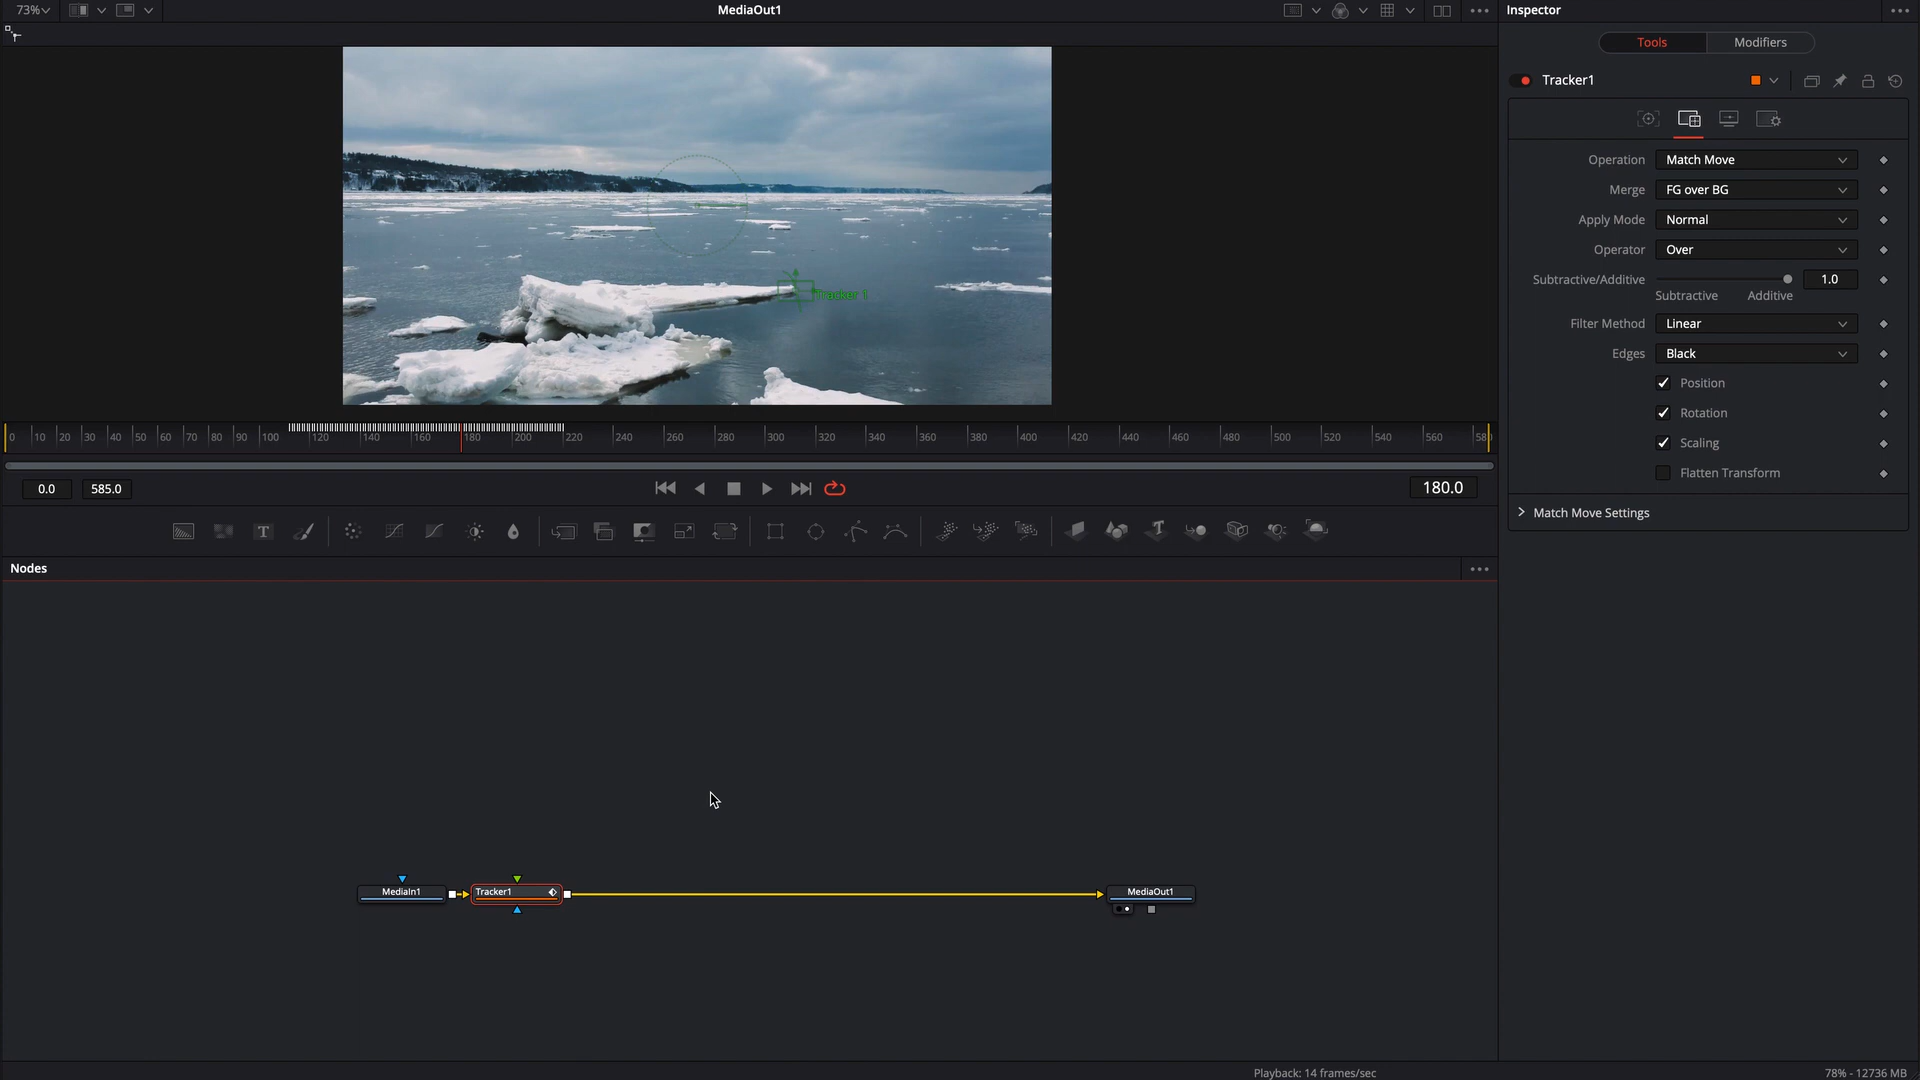 73%
MediaOut1
Inspector
Tools
Modifiers
Tracker1
Operation
Match Move
Merge
FG over BG
Apply Mode
Normal
Operator
Over
Subtractive/Additive
1.0
Subtractive
Additive
Filter Method
Linear
Edges
Black
Position
Rotation
Scaling
Flatten Transform
Match Move Settings
Tracker 1
0 10 20 30 40 50 60 70 80 90 100 120 140 160 180 200 220 240 260 280 300 320 340 360 380 400 420 440 460 480 500 520 540 560 58
0.0
585.0
180.0
Nodes
MediaIn1
Tracker1
MediaOut1
Playback: 14 frames/sec
78% - 12736 MB